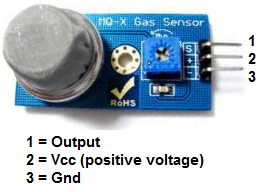 MQ-X Gas Sensor
S
+
-
1
2
3
RoHS
1 = Output
2 = Vcc (positive voltage)
3 = Gnd